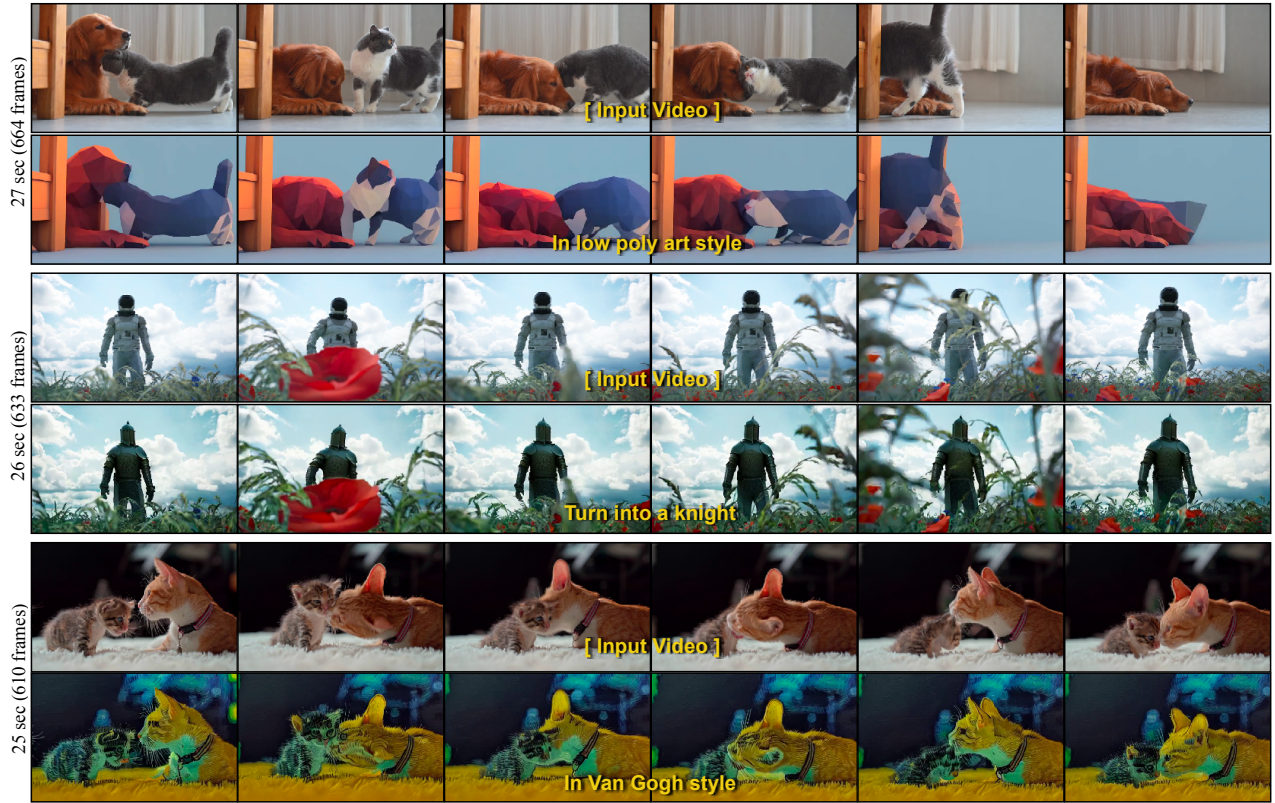 27 sec (664 frames)
[ Input Video ]
In low poly art style
26 sec (633 frames)
[ Input Video ]
Turn into a knight
25 sec (610 frames)
[ Input Video ]
In Van Gogh style